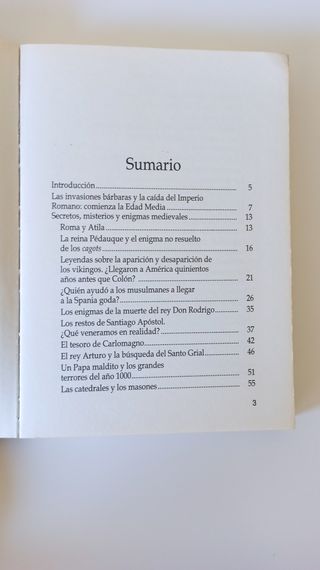 Sumario
Introducción 5
Las invasiones bárbaras y la caída del Imperio
Romano: comienza la Edad Media 7
Secretos, misterios y enigmas medievales 13
Roma y Atila 13
La reina Pédauque y el enigma no resuelto
de los cagots 16
Leyendas sobre la aparición y desaparición de
los vikingos. ¿Llegaron a América quinientos
años antes que Colón? 21
¿Quién ayudó a los musulmanes a llegar
a la Spania goda? 26
Los enigmas de la muerte del rey Don Rodrigo 35
Los restos de Santiago Apóstol.
¿Qué veneramos en realidad? 37
El tesoro de Carlomagno 42
El rey Arturo y la búsqueda del Santo Grial 46
Un Papa maldito y los grandes
terrores del año 1000 51
Las catedrales y los masones 55
3